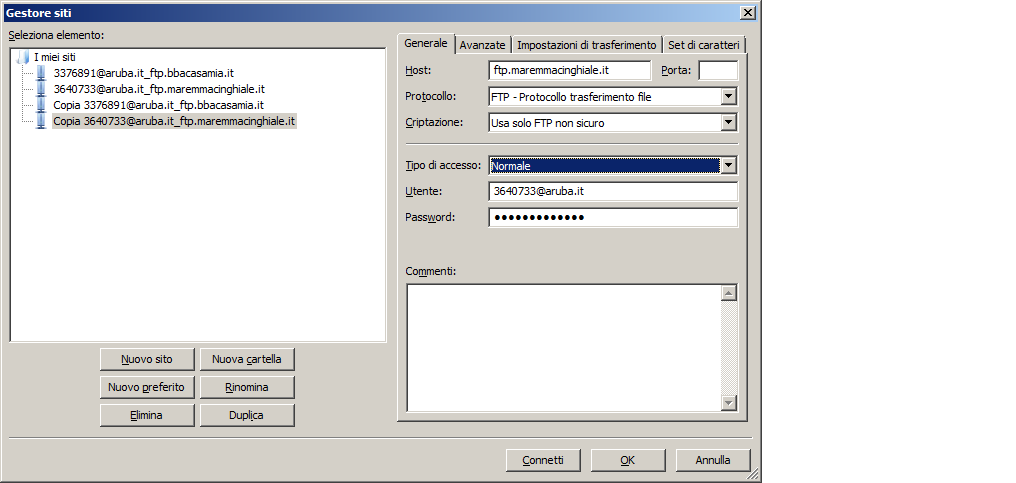 Gestore siti
Seleziona elemento:
I miei siti
3376891@aruba.it_ftp.bbacasamia.it
3640733@aruba.it_ftp.maremmacinghiale.it
Copia 3376891@aruba.it_ftp.bbacasamia.it
Copia 3640733@aruba.it_ftp.maremmacinghiale.it
Nuovo sito
Nuova cartella
Nuovo preferito
Rinomina
Elimina
Duplica
Generale
Avanzate
Impostazioni di trasferimento
Set di caratteri
Host:
ftp.maremmacinghiale.it
Porta:
Protocollo:
FTP - Protocollo trasferimento file
Criptazione:
Usa solo FTP non sicuro
Tipo di accesso:
Normale
Utente:
3640733@aruba.it
Password:
●●●●●●●●●●●●●
Commenti:
Connetti
OK
Annulla